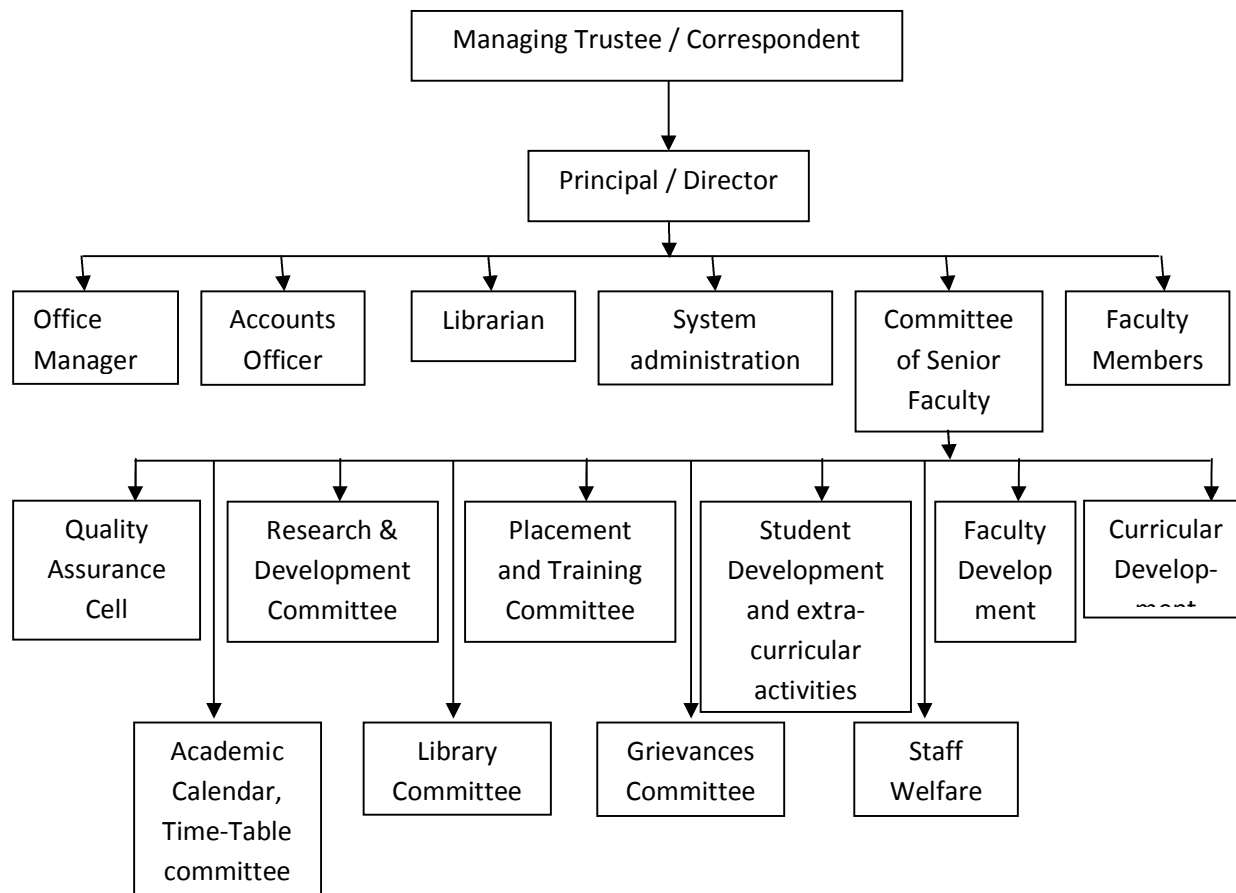 Managing Trustee / Correspondent
Principal / Director
Office
Manager
Accounts
Officer
Librarian
System
administration
Committee
of Senior
Faculty
Faculty
Members
Quality
Assurance
Cell
Research &
Development
Committee
Placement
and Training
Committee
Student
Development
and extra-
curricular
activities
Faculty
Develop
ment
Curricular
Develop-
ment
Academic
Calendar,
Time-Table
committee
Library
Committee
Grievances
Committee
Staff
Welfare